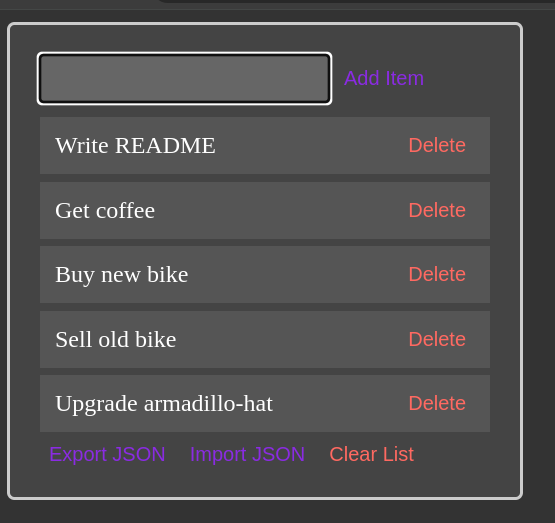 Add Item
Write README Delete
Get coffee Delete
Buy new bike Delete
Sell old bike Delete
Upgrade armadillo-hat Delete
Export JSON Import JSON Clear List